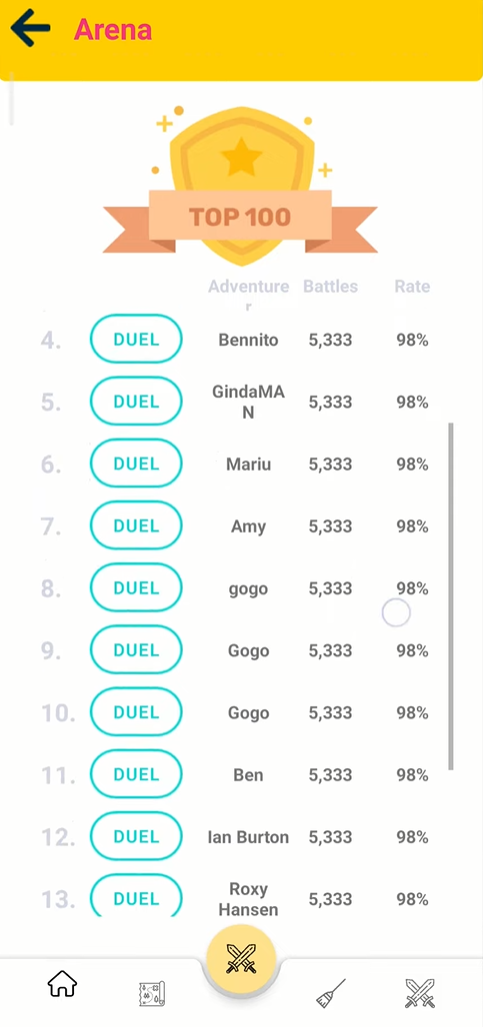 Arena
TOP 100
Adventure
r
Battles
Rate
4. DUEL Bennito 5,333 98%
5. DUEL GindaMA
N 5,333 98%
6. DUEL Mariu 5,333 98%
7. DUEL Amy 5,333 98%
8. DUEL gogo 5,333 98%
9. DUEL Gogo 5,333 98%
10. DUEL Gogo 5,333 98%
11. DUEL Ben 5,333 98%
12. DUEL Ian Burton 5,333 98%
13. DUEL Roxy
Hansen 5,333 98%